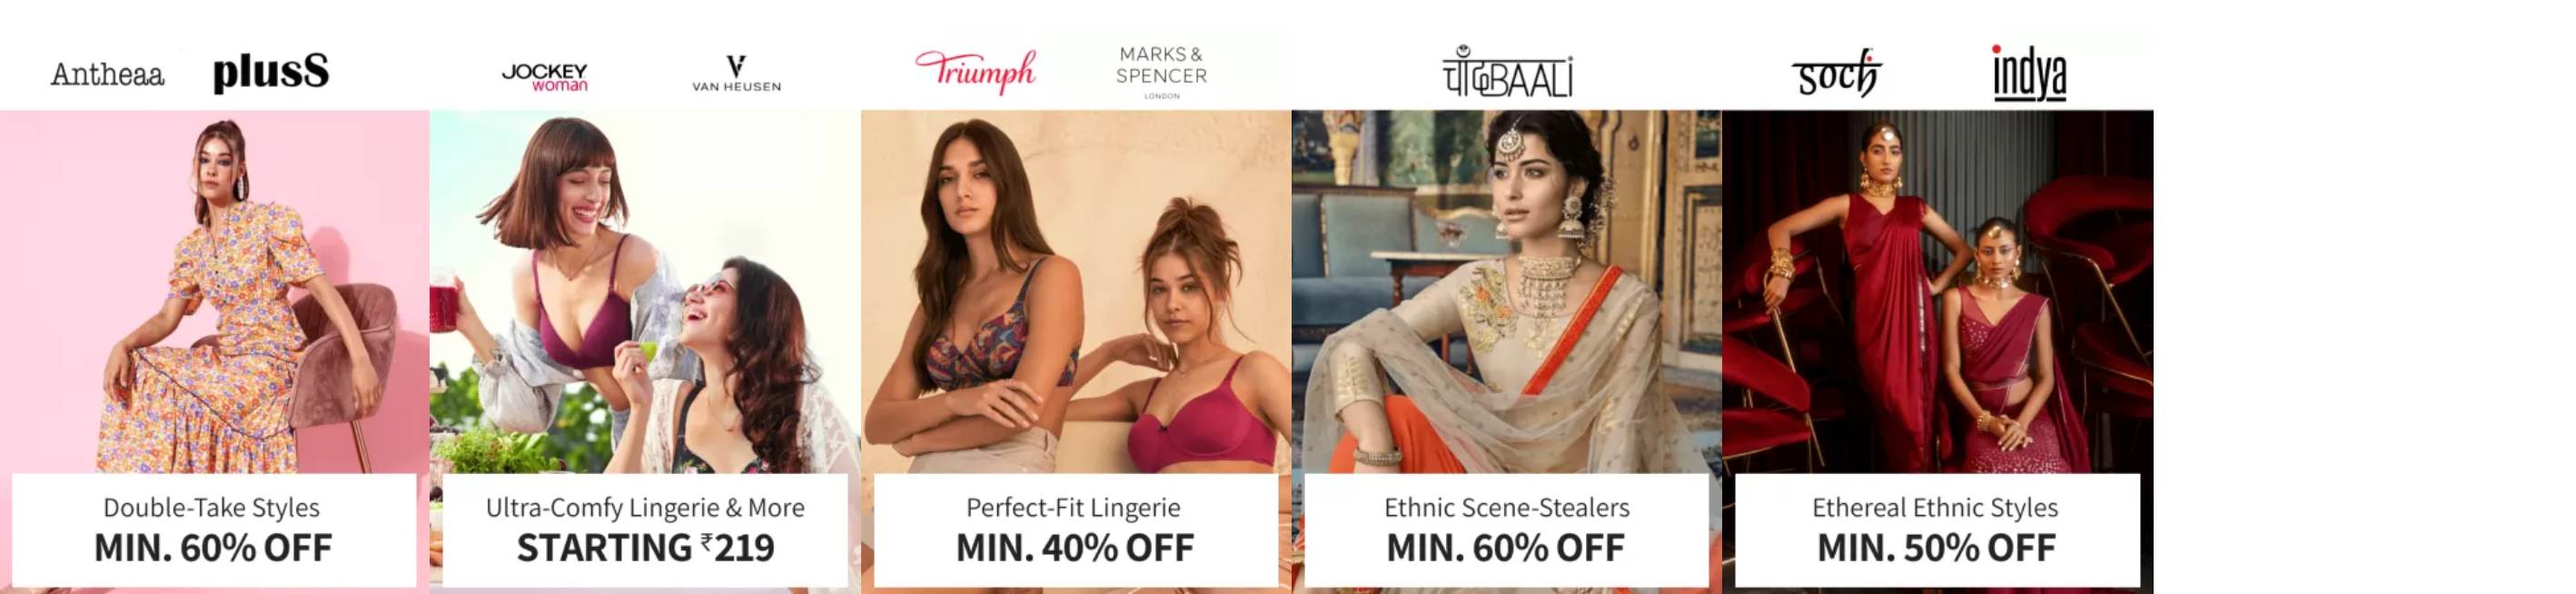 Antheaa
plusS
Double-Take Styles
MIN. 60% OFF
JOCKEY
woman
VAN HEUSEN
Ultra-Comfy Lingerie & More
STARTING ₹219
Triumph
MARKS &
SPENCER
LONDON
Perfect-Fit Lingerie
MIN. 40% OFF
चाँदBAALi
Ethnic Scene-Stealers
MIN. 60% OFF
soch
indya
Ethereal Ethnic Styles
MIN. 50% OFF